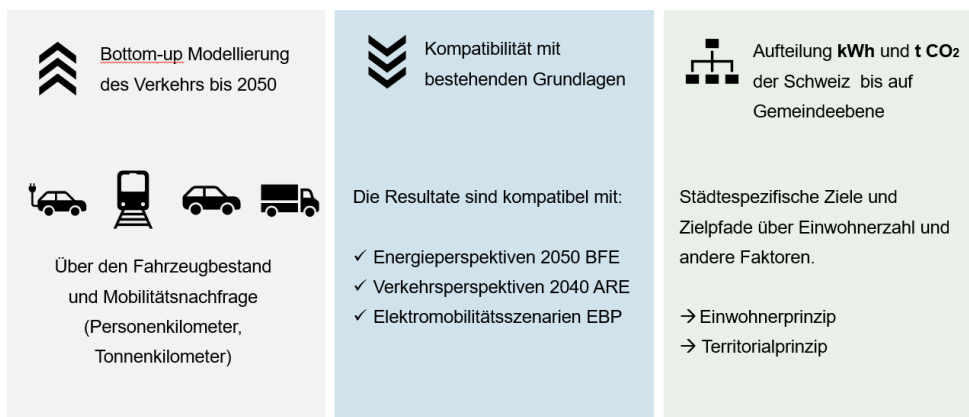 Bottom-up Modellierung
des Verkehrs bis 2050
Über den Fahrzeugbestand
und Mobilitätsnachfrage
(Personenkilometer,
Tonnenkilometer)
Kompatibilität mit
bestehenden Grundlagen
Die Resultate sind kompatibel mit:
✓ Energieperspektiven 2050 BFE
✓ Verkehrsperspektiven 2040 ARE
✓ Elektromobilitätsszenarien EBP
Aufteilung kWh und t CO₂
der Schweiz bis auf
Gemeindeebene
Städtespezifische Ziele und
Zielpfade über Einwohnerzahl und
andere Faktoren.
→ Einwohnerprinzip
→ Territorialprinzip